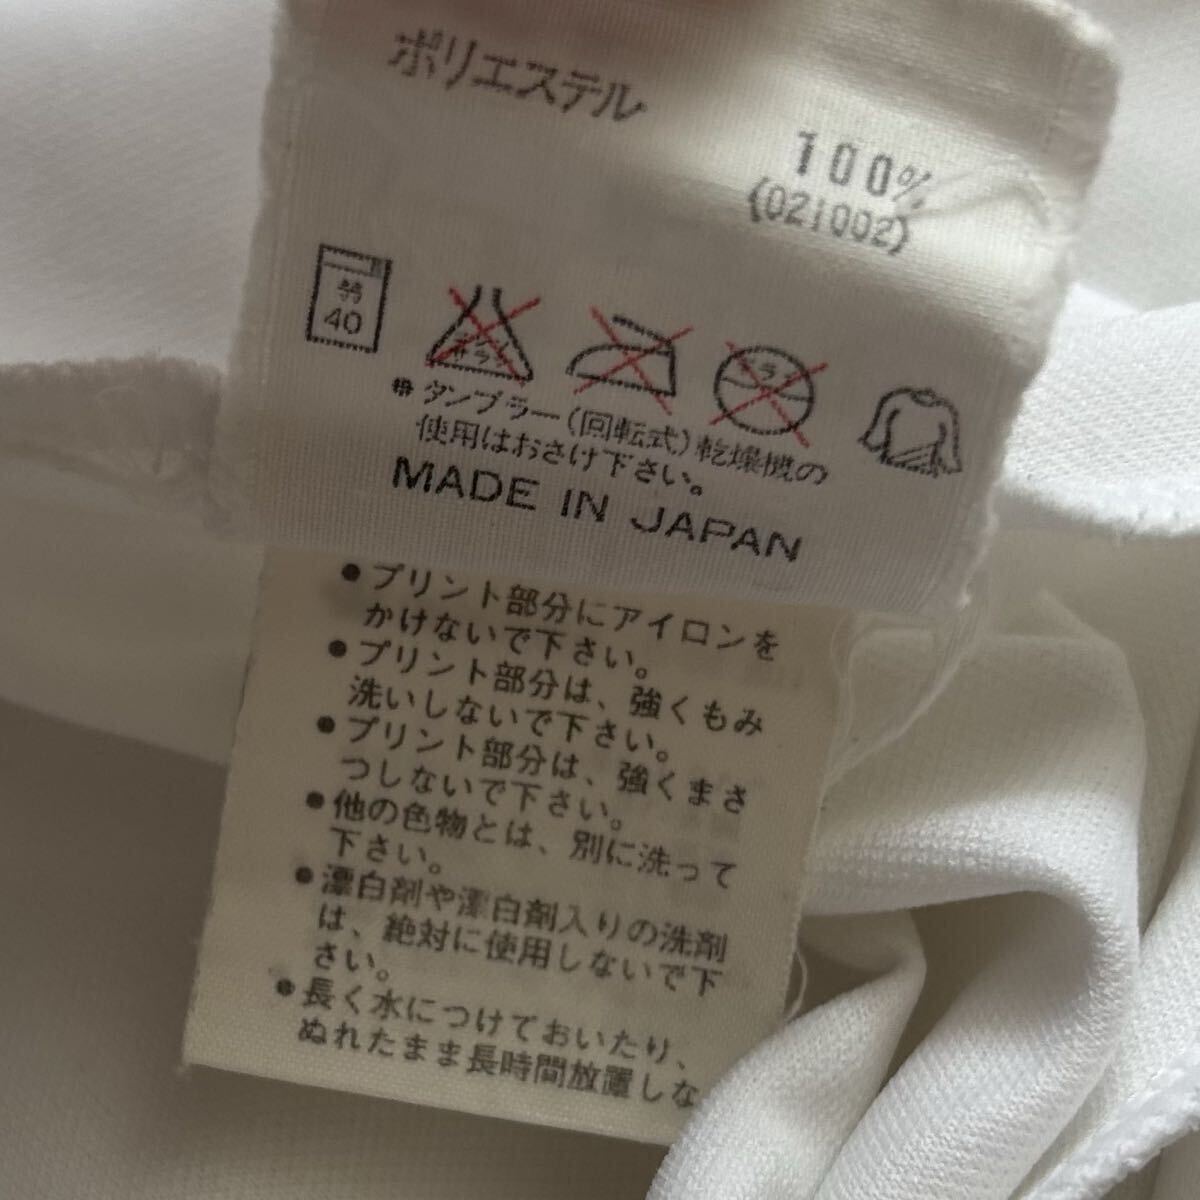 ポリエステル
100%
(021002)
弱
40
エンソ
サラシ
ドライ
*タンブラー(回転式)乾燥機の
使用はおさけ下さい。
MADE IN JAPAN
●プリント部分にアイロンを
かけないで下さい。
●プリント部分は、強くもみ
洗いしないで下さい。
●プリント部分は、強くまさ
つしないで下さい。
●他の色物とは、別に洗って
下さい。
●漂白剤や漂白剤入りの洗剤
は、絶対に使用しないで下
さい。
●長く水につけておいたり、
ぬれたまま長時間放置しな